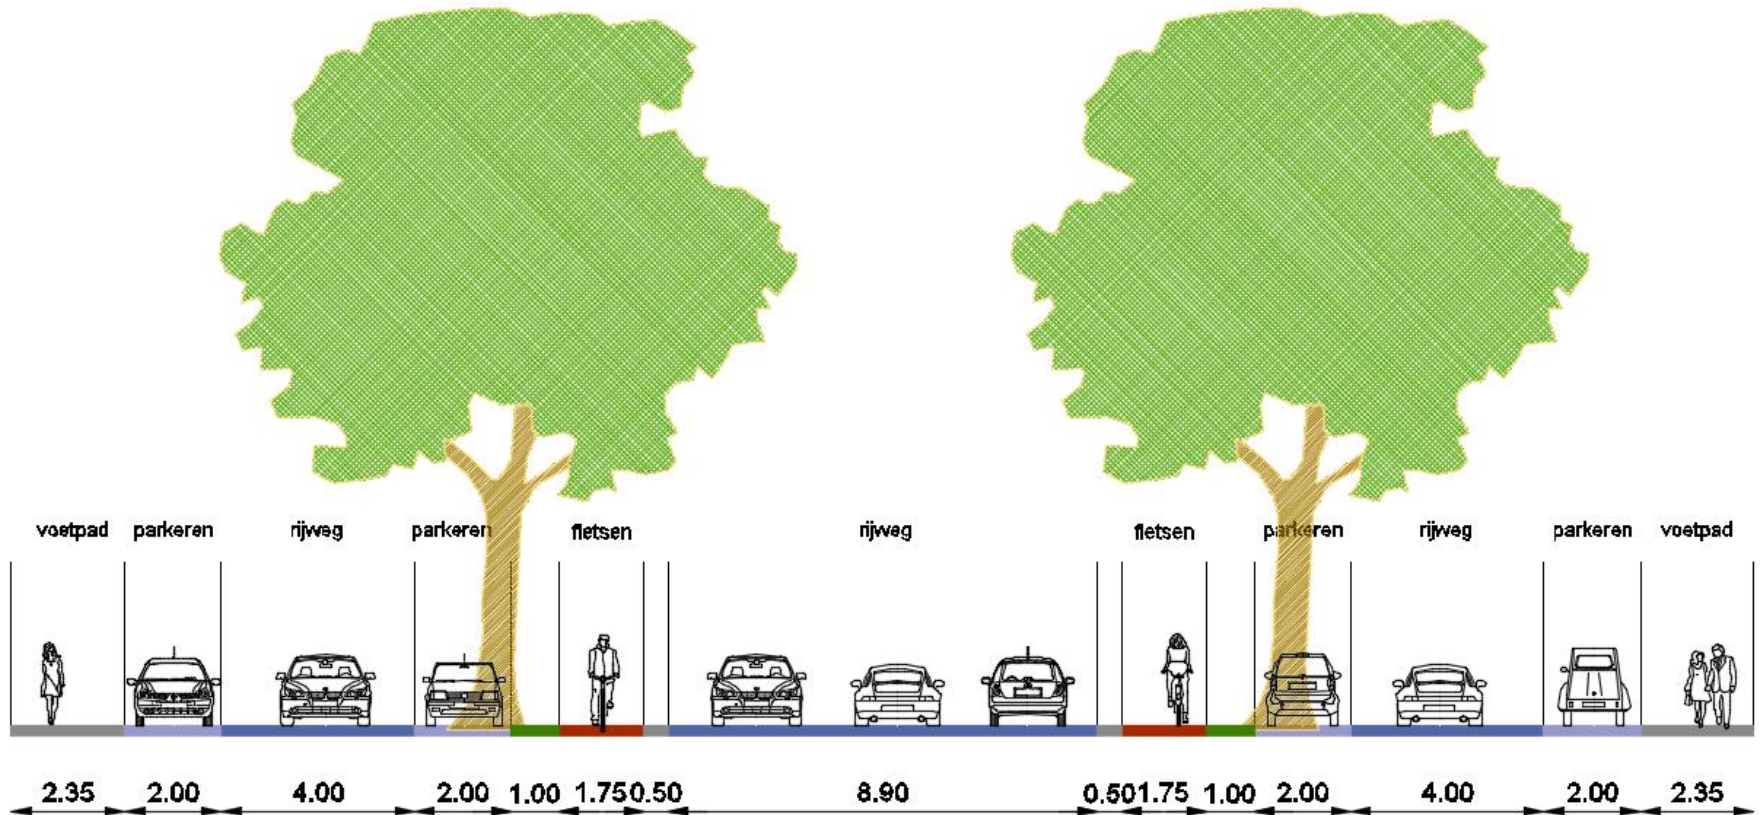 voetpad parkeren rijweg parkeren fietsen rijweg fietsen parkeren rijweg parkeren voetpad
2.35 2.00 4.00 2.00 1.00 1.75 0.50 8.90 0.50 1.75 1.00 2.00 4.00 2.00 2.35